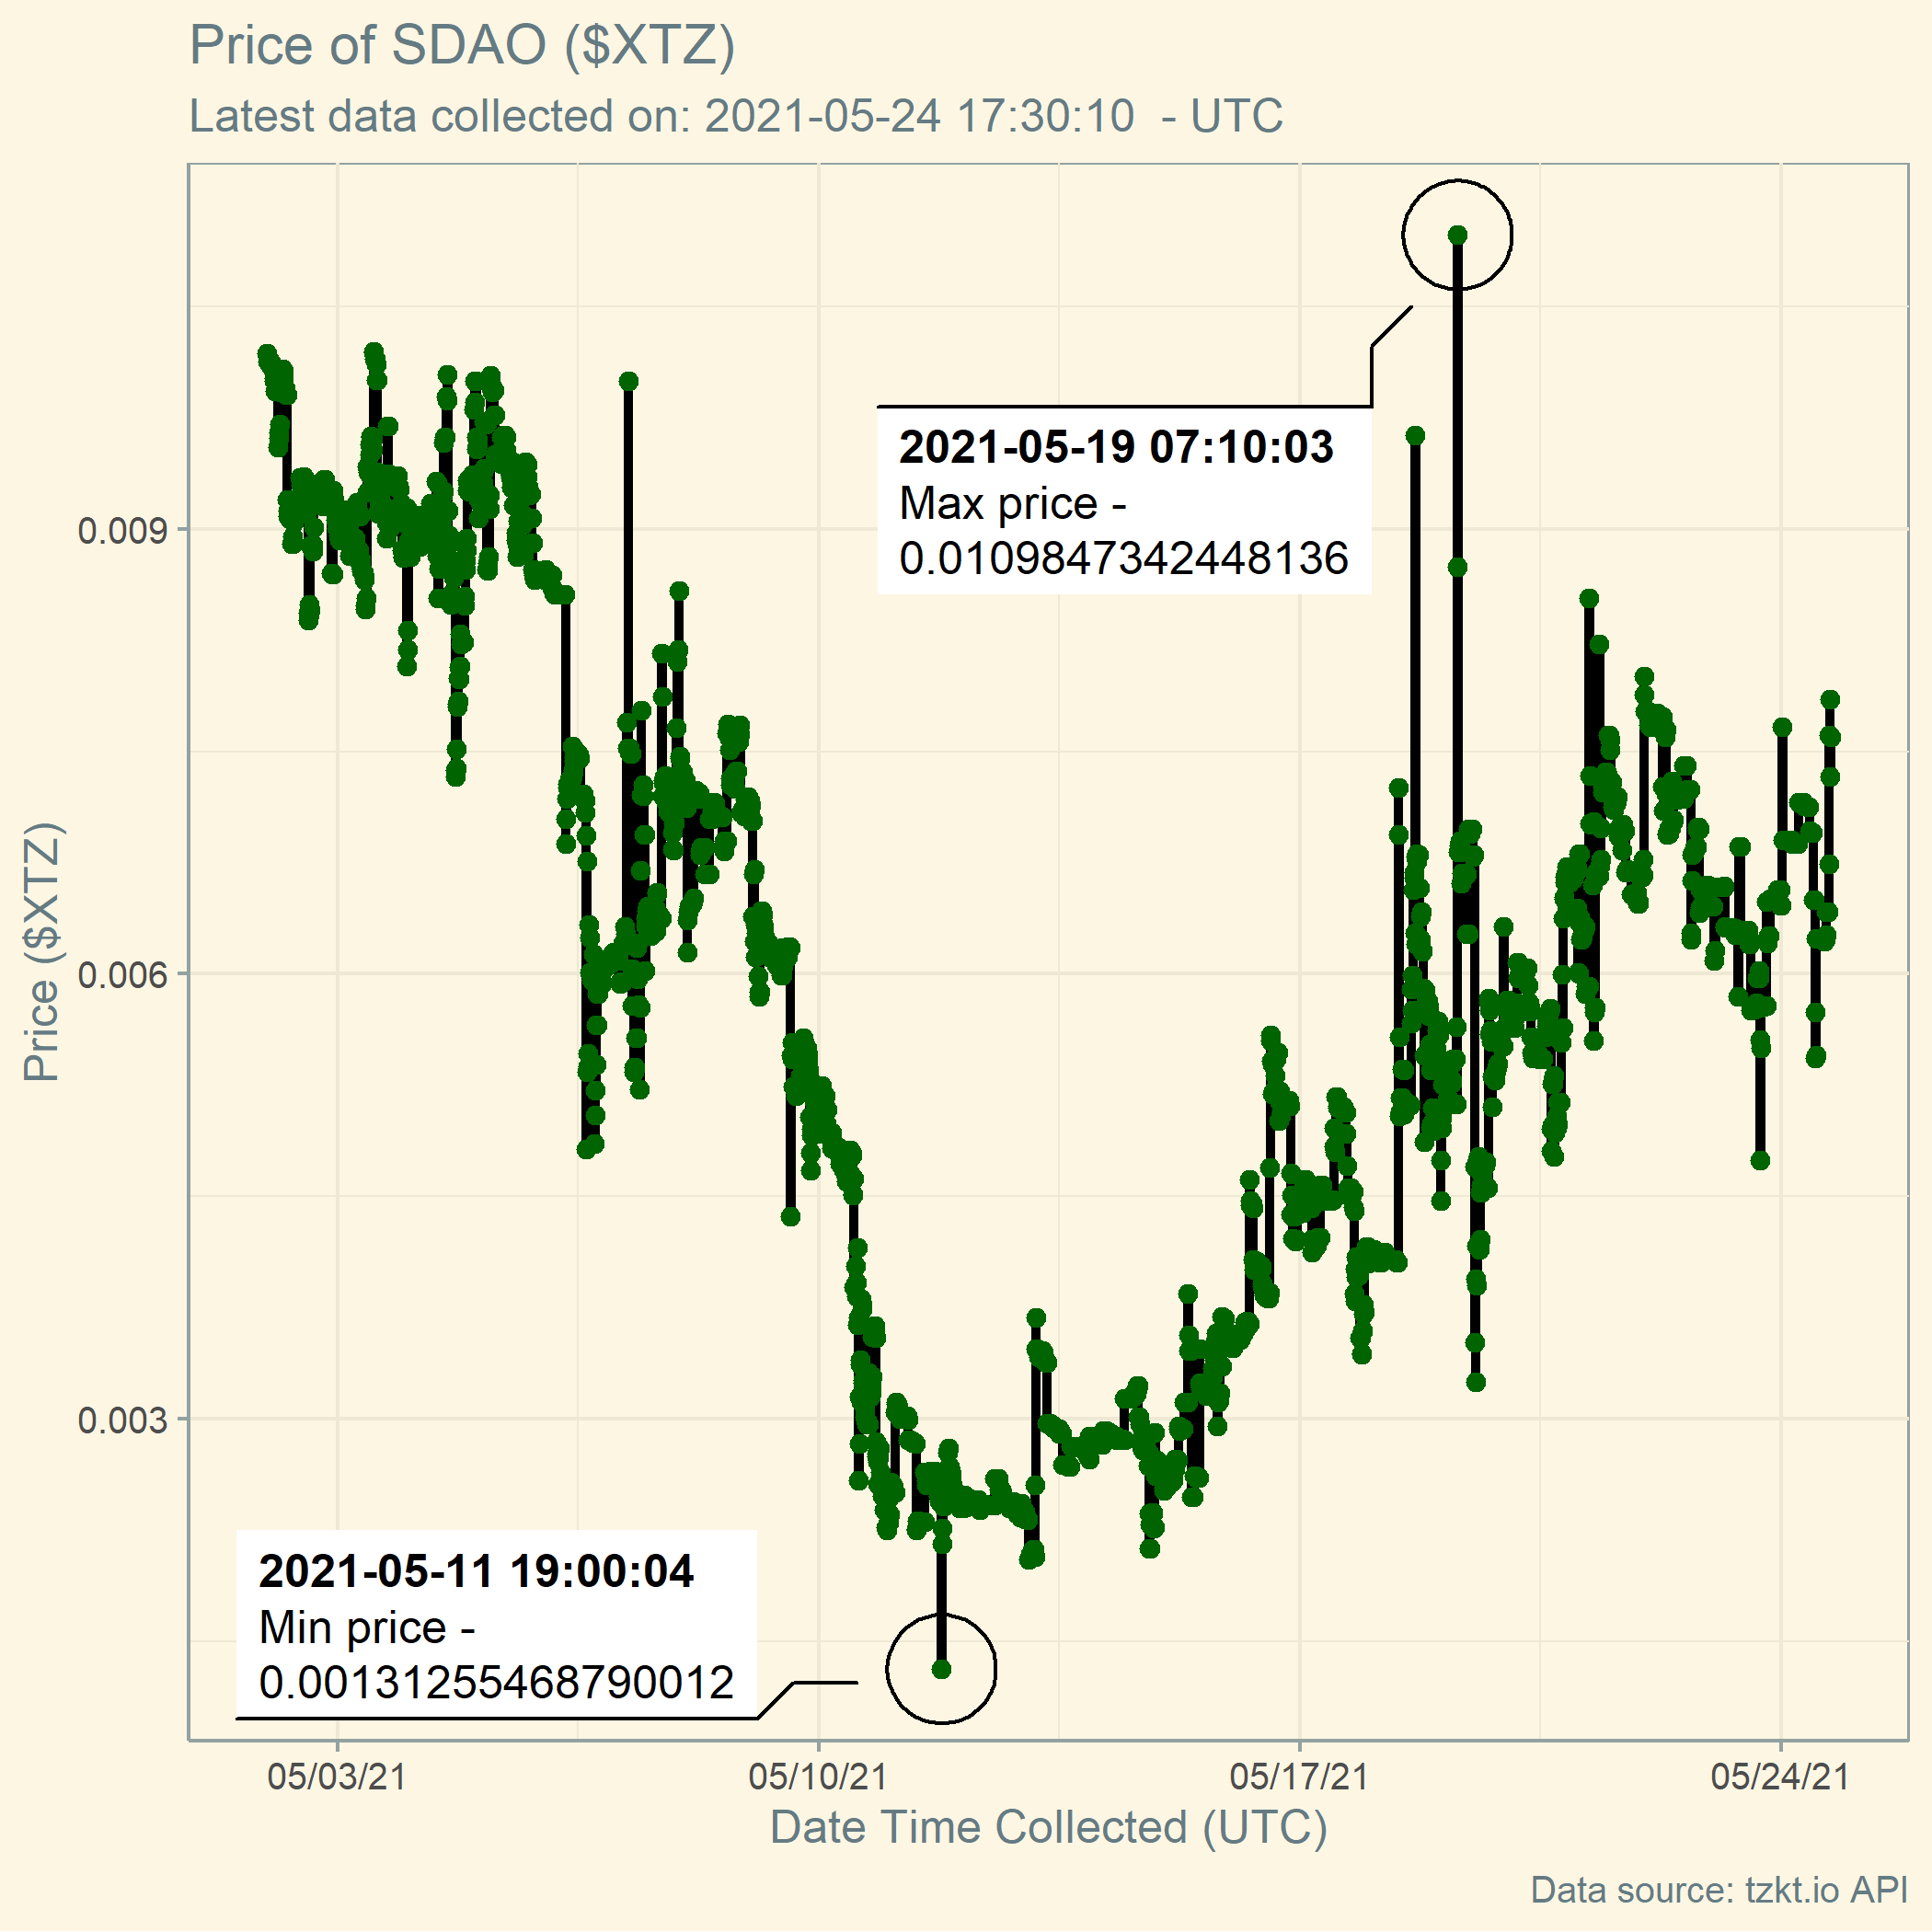 Price of SDAO ($XTZ)
Latest data collected on: 2021-05-24 17:30:10  - UTC
2021-05-19 07:10:03
Max price -
0.0109847342448136
0.009
0.006
0.003
Price ($XTZ)
2021-05-11 19:00:04
Min price -
0.00131255468790012
05/03/21
05/10/21
05/17/21
05/24/21
Date Time Collected (UTC)
Data source: tzkt.io API